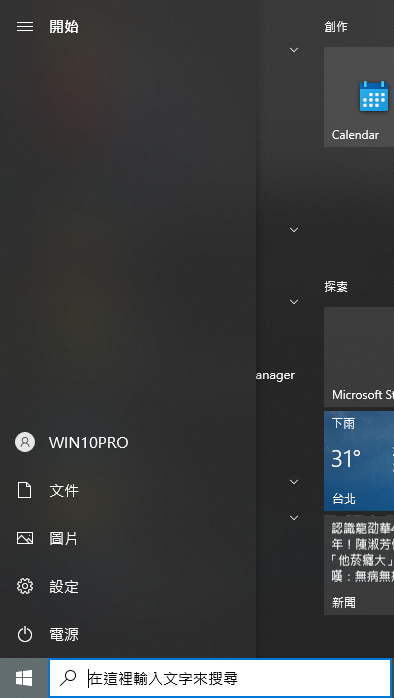 開始
創作
Calendar
探索
anager
Microsoft St
下雨
31°
台北
認識龍劭華4
年！陳淑芳
「他菸癮大」
嘆：無病無
新聞
WIN10PRO
文件
圖片
設定
電源
在這裡輸入文字來搜尋